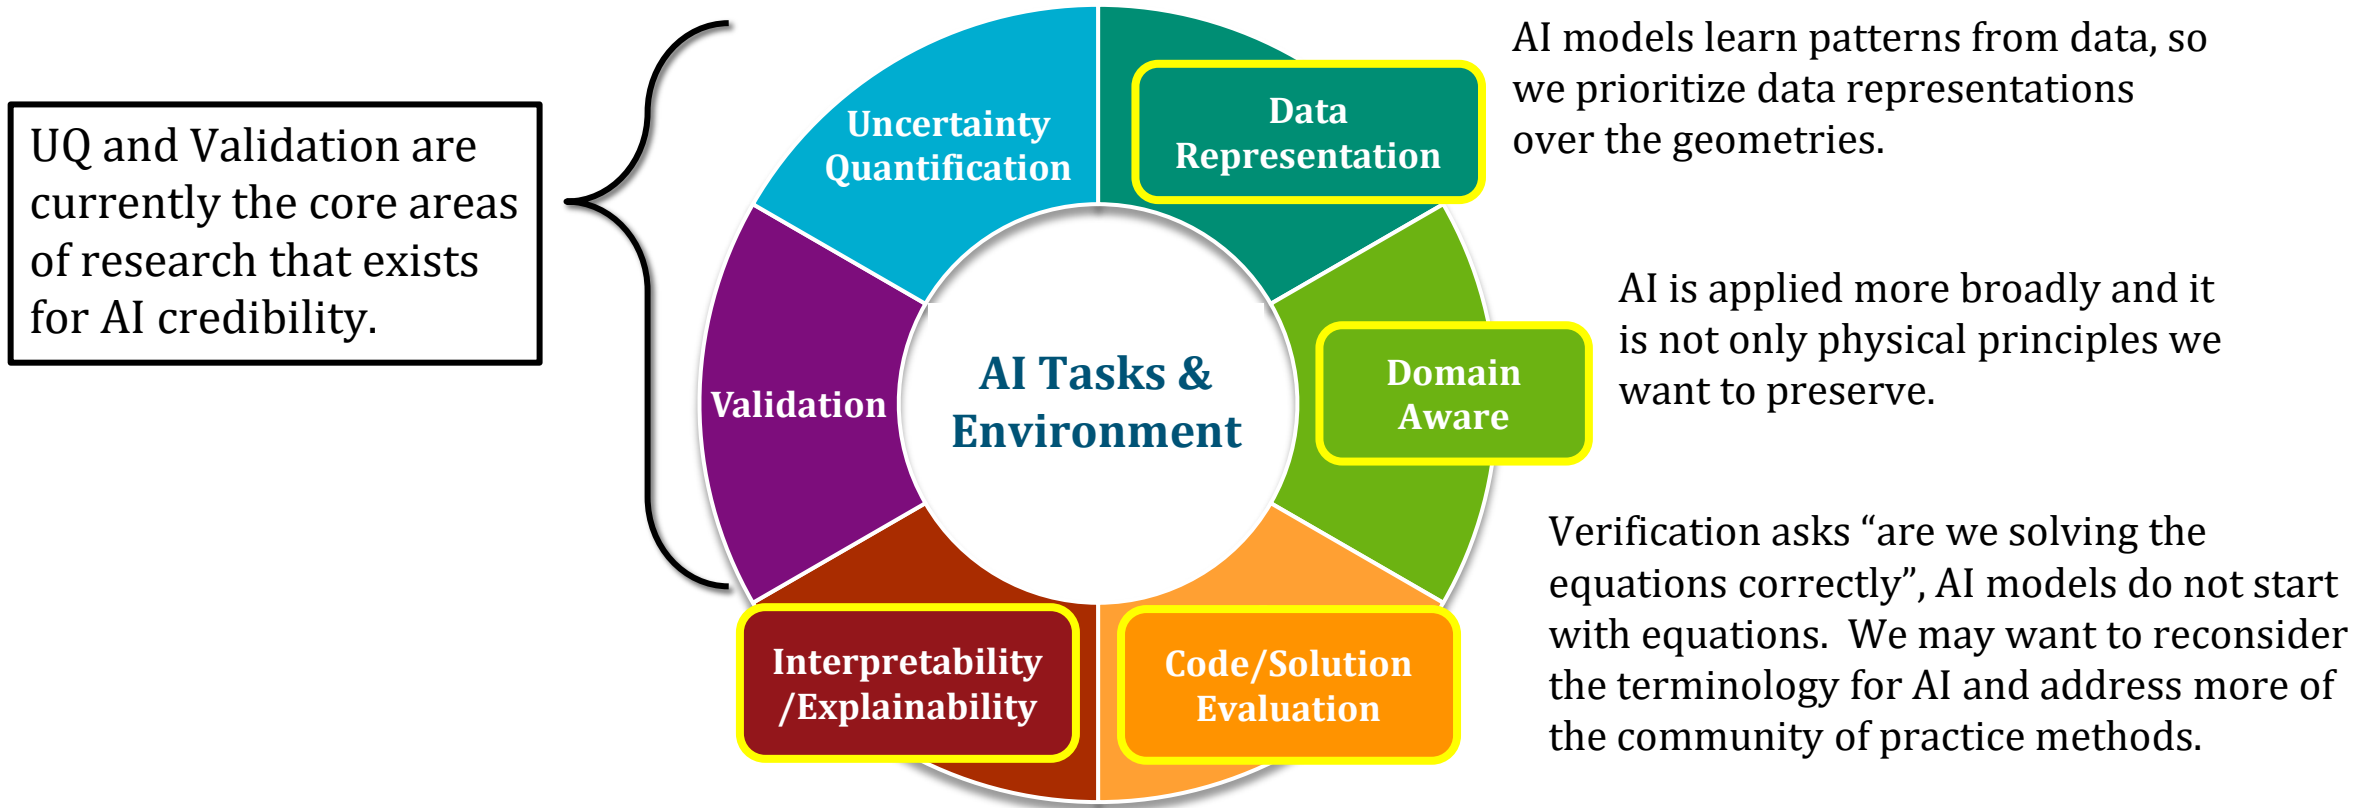 UQ and Validation are
currently the core areas
of research that exists
for AI credibility.
Uncertainty
Quantification
Data
Representation
AI models learn patterns from data, so
we prioritize data representations
over the geometries.
Validation
AI Tasks &
Environment
Domain
Aware
AI is applied more broadly and it
is not only physical principles we
want to preserve.
Interpretability
/Explainability
Code/Solution
Evaluation
Verification asks “are we solving the
equations correctly”, AI models do not start
with equations.  We may want to reconsider
the terminology for AI and address more of
the community of practice methods.